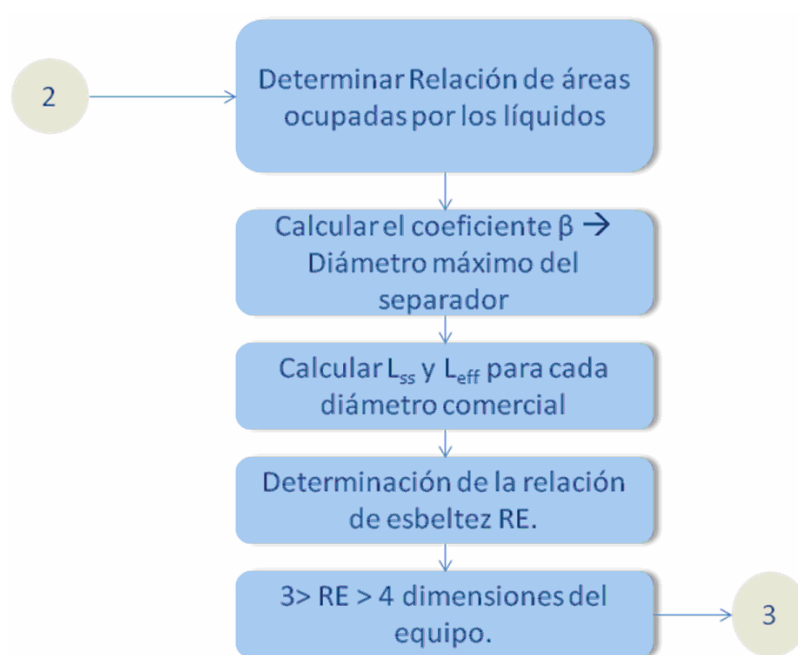 2
Determinar Relación de áreas
ocupadas por los líquidos
Calcular el coeficiente β →
Diámetro máximo del
separador
Calcular Lss y Leff para cada
diámetro comercial
Determinación de la relación
de esbeltez RE.
3> RE > 4 dimensiones del
equipo.
3